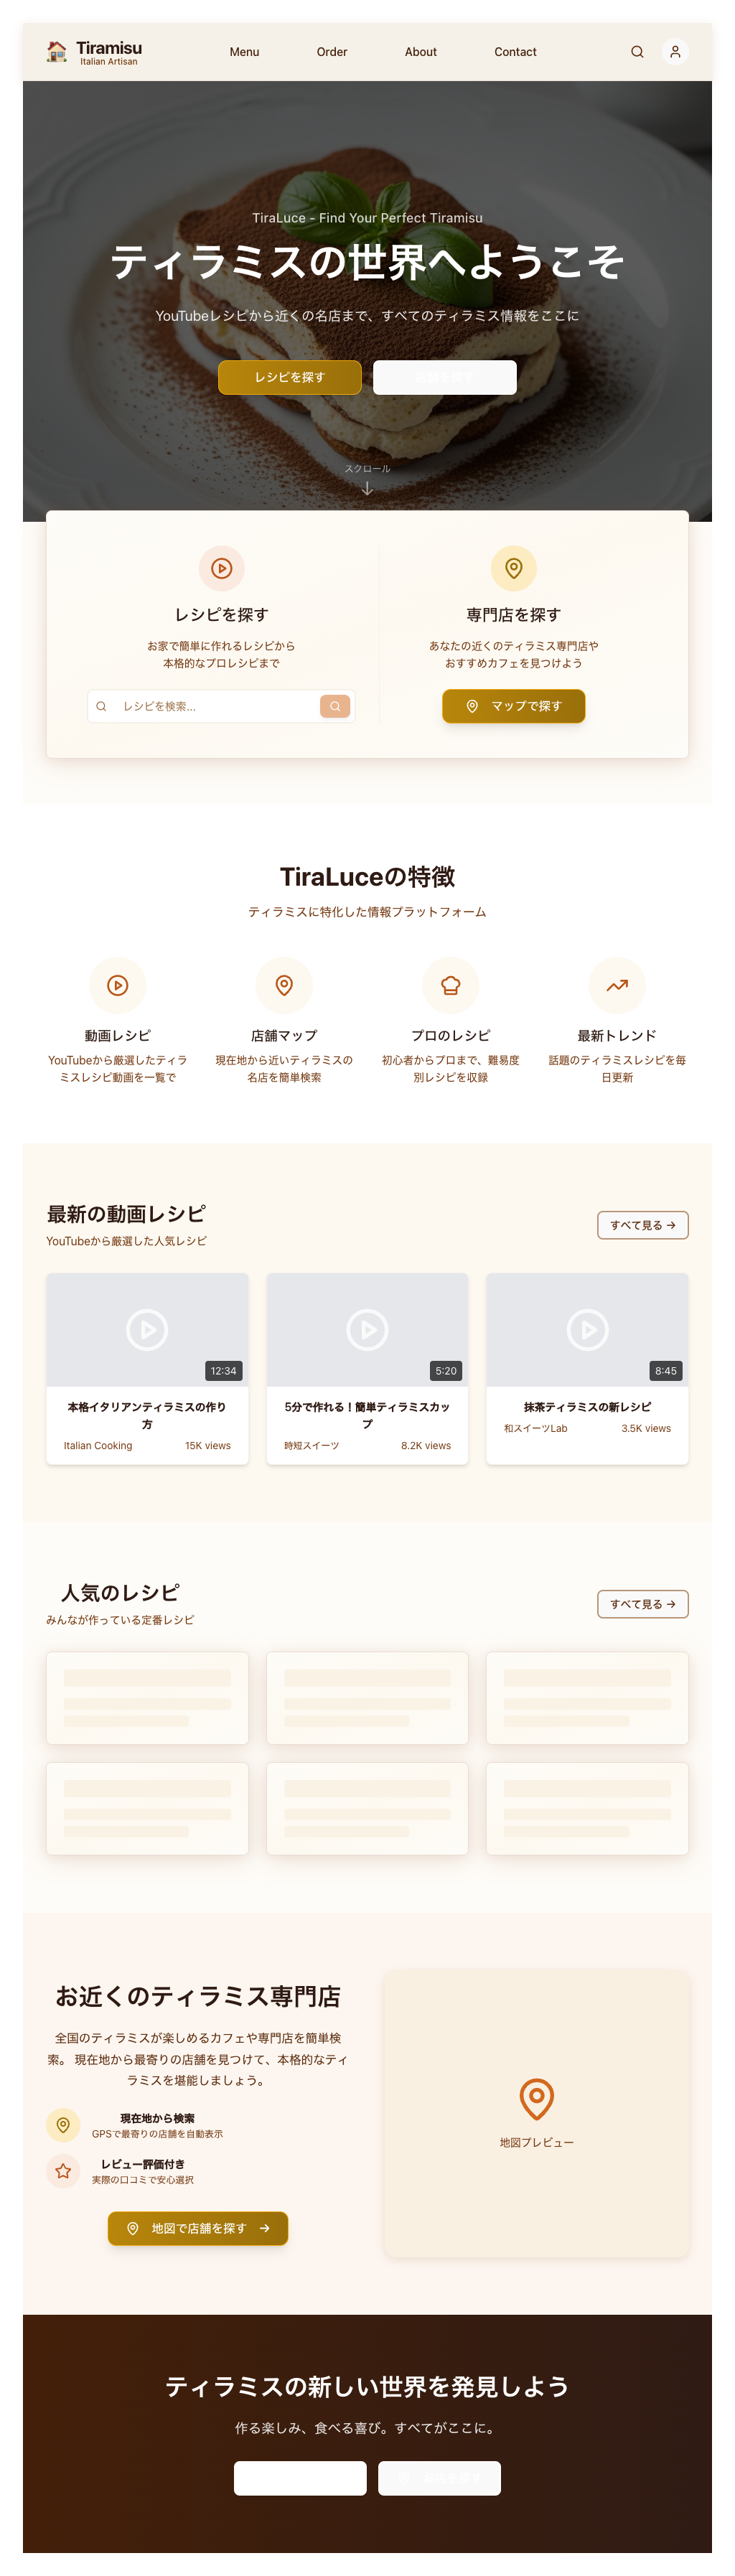 Tiramisu
Italian Artisan
Menu
Order
About
Contact
TiraLuce - Find Your Perfect Tiramisu
ティラミスの世界へようこそ
YouTubeレシピから近くの名店まで、すべてのティラミス情報をここに
レシピを探す
スクロール
レシピを探す
お家で簡単に作れるレシピから
本格的なプロレシピまで
レシピを検索...
専門店を探す
あなたの近くのティラミス専門店や
おすすめカフェを見つけよう
マップで探す
TiraLuceの特徴
ティラミスに特化した情報プラットフォーム
動画レシピ
YouTubeから厳選したティラ
ミスレシピ動画を一覧で
店舗マップ
現在地から近いティラミスの
名店を簡単検索
プロのレシピ
初心者からプロまで、難易度
別レシピを収録
最新トレンド
話題のティラミスレシピを毎
日更新
最新の動画レシピ
YouTubeから厳選した人気レシピ
すべて見る →
12:34
本格イタリアンティラミスの作り
方
Italian Cooking
15K views
5:20
5分で作れる！簡単ティラミスカッ
プ
時短スイーツ
8.2K views
8:45
抹茶ティラミスの新レシピ
和スイーツLab
3.5K views
人気のレシピ
みんなが作っている定番レシピ
すべて見る →
お近くのティラミス専門店
全国のティラミスが楽しめるカフェや専門店を簡単検
索。 現在地から最寄りの店舗を見つけて、本格的なティ
ラミスを堪能しましょう。
現在地から検索
GPSで最寄りの店舗を自動表示
レビュー評価付き
実際の口コミで安心選択
地図で店舗を探す →
地図プレビュー
ティラミスの新しい世界を発見しよう
作る楽しみ、食べる喜び。すべてがここに。